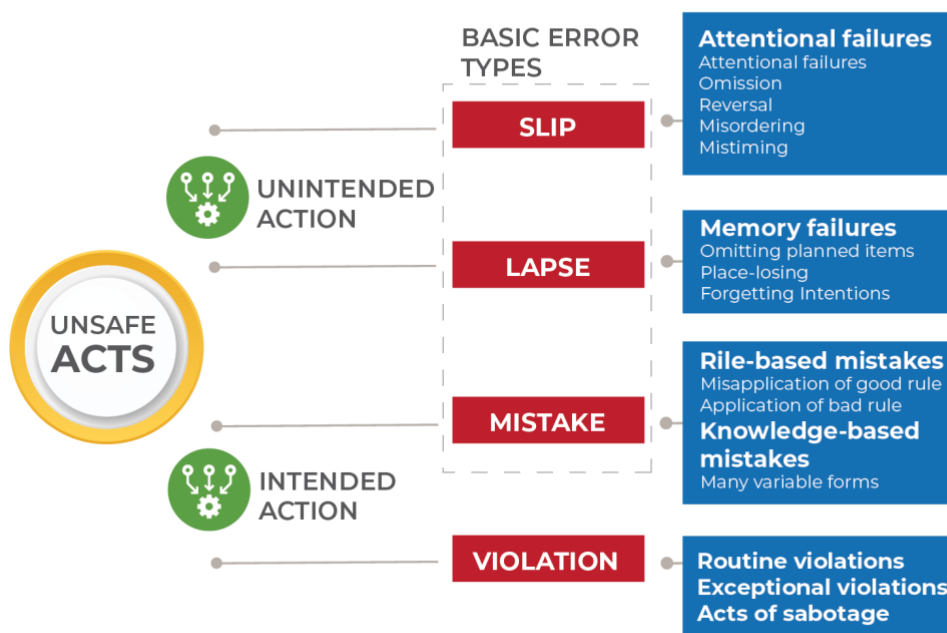 BASIC ERROR
TYPES
SLIP
Attentional failures
Attentional failures
Omission
Reversal
Misordering
Mistiming
UNINTENDED
ACTION
LAPSE
Memory failures
Omitting planned items
Place-losing
Forgetting Intentions
UNSAFE
ACTS
MISTAKE
Rile-based mistakes
Misapplication of good rule
Application of bad rule
Knowledge-based
mistakes
Many variable forms
INTENDED
ACTION
VIOLATION
Routine violations
Exceptional violations
Acts of sabotage